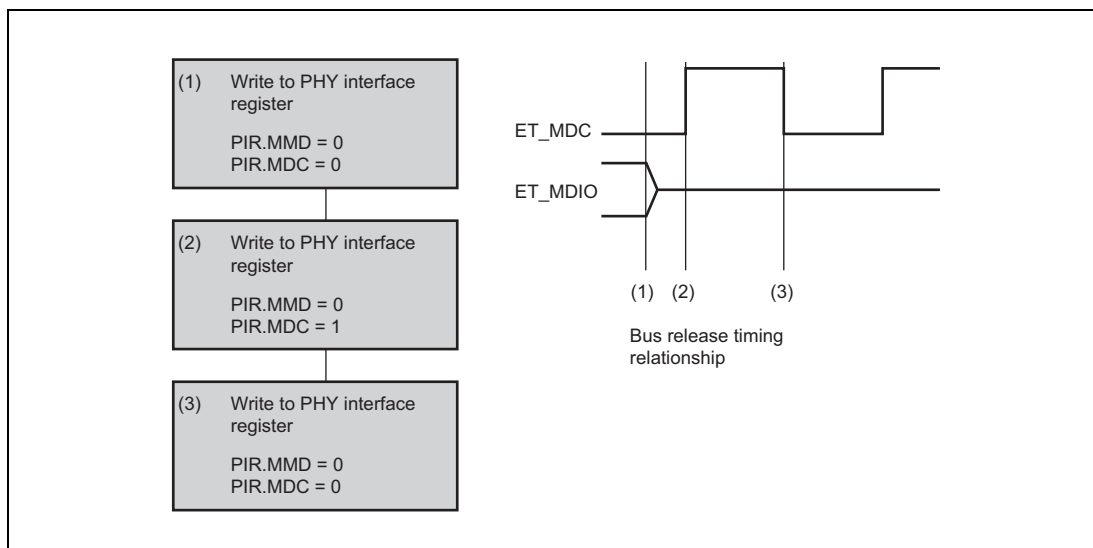 (1) Write to PHY interface
register
PIR.MMD = 0
PIR.MDC = 0
(2) Write to PHY interface
register
PIR.MMD = 0
PIR.MDC = 1
(3) Write to PHY interface
register
PIR.MMD = 0
PIR.MDC = 0
ET_MDC
ET_MDIO
(1) (2) (3)
Bus release timing
relationship